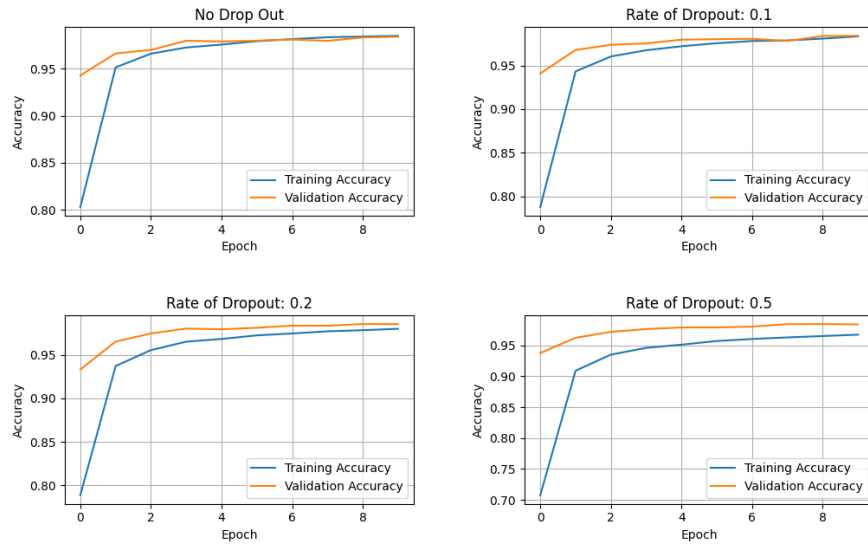 No Drop Out
0.95
0.90
0.85
0.80
Accuracy
0 2 4 6 8
Epoch
Training Accuracy
Validation Accuracy
Rate of Dropout: 0.1
0.95
0.90
0.85
0.80
Accuracy
0 2 4 6 8
Epoch
Training Accuracy
Validation Accuracy
Rate of Dropout: 0.2
0.95
0.90
0.85
0.80
Accuracy
0 2 4 6 8
Epoch
Training Accuracy
Validation Accuracy
Rate of Dropout: 0.5
0.95
0.90
0.85
0.80
0.75
0.70
Accuracy
0 2 4 6 8
Epoch
Training Accuracy
Validation Accuracy